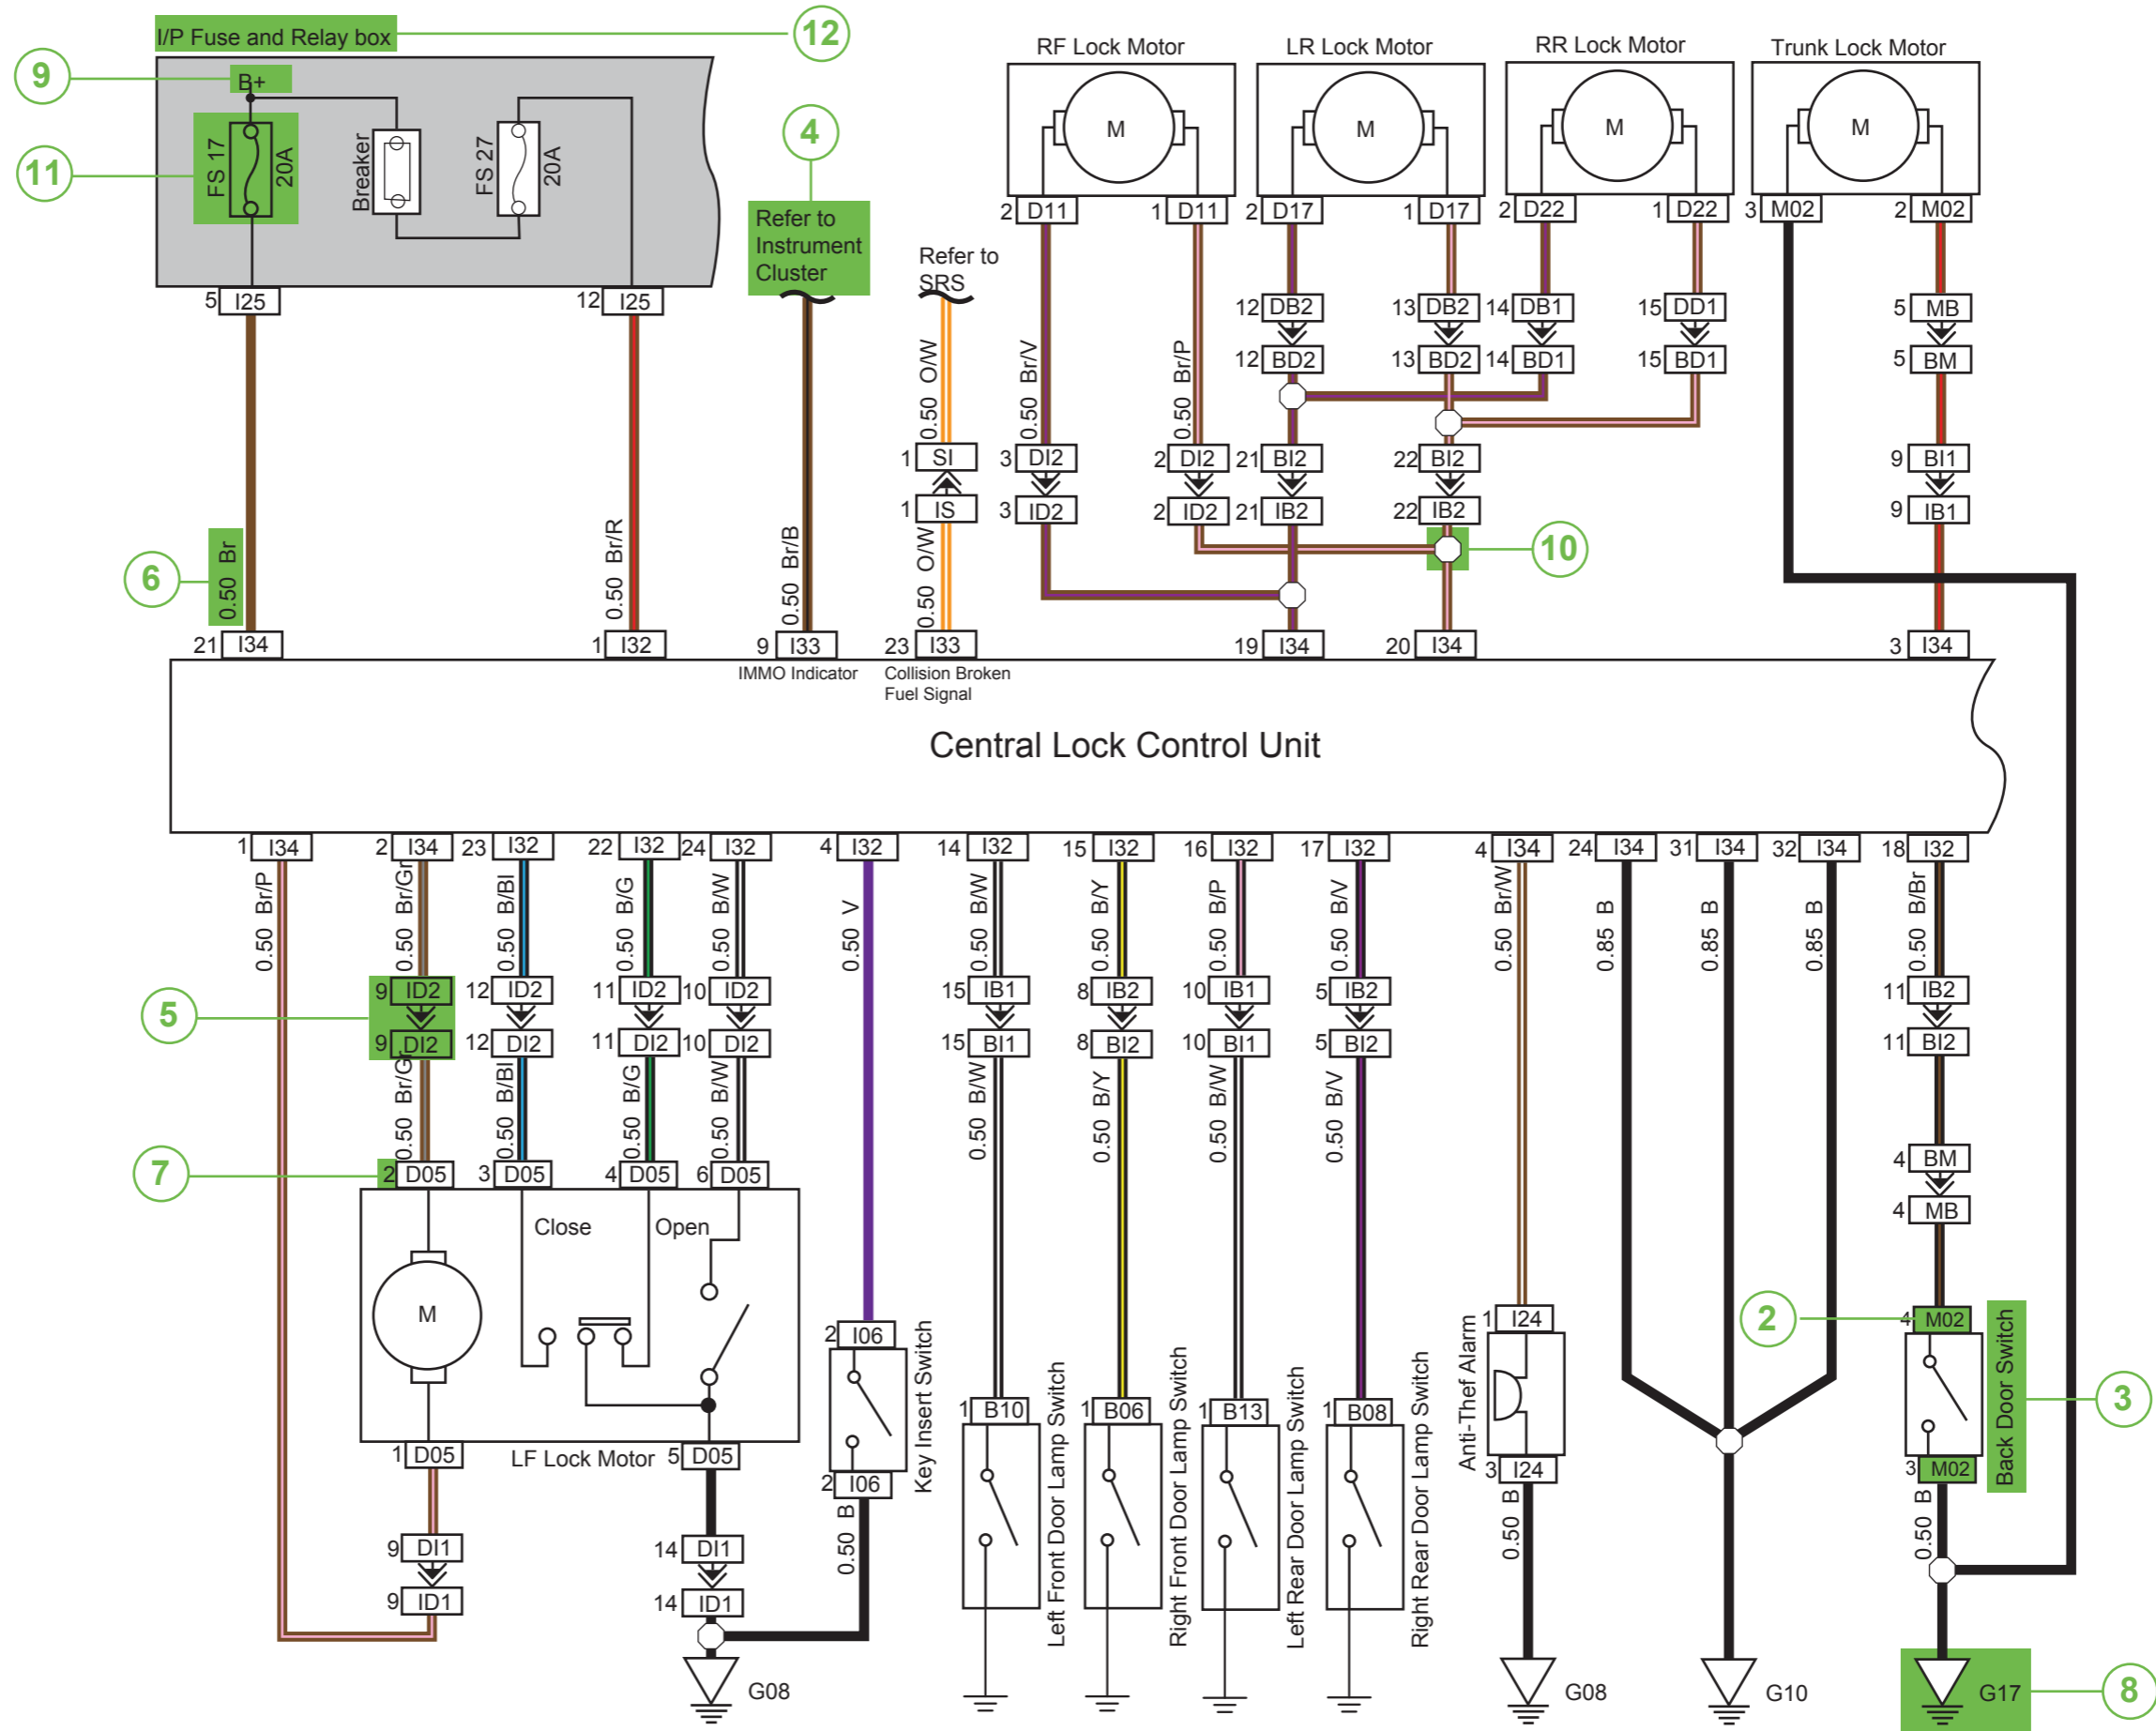 I/P Fuse and Relay box
12
9
B+
11
FS 17
20A
Breaker
FS 27
20A
4
Refer to
Instrument
Cluster
Refer to
SRS
RF Lock Motor
LR Lock Motor
RR Lock Motor
Trunk Lock Motor
M
M
M
M
2 D11
1 D11
2 D17
1 D17
2 D22
1 D22
3 M02
2 M02
5 I25
12 I25
12 DB2
13 DB2
14 DB1
15 DD1
5 MB
12 BD2
13 BD2
14 BD1
15 BD1
5 BM
0.50 O/W
0.50 Br/V
0.50 Br/P
1 SI
3 DI2
2 DI2
21 BI2
22 BI2
9 BI1
1 IS
3 ID2
2 ID2
21 IB2
22 IB2
9 IB1
10
6
0.50 Br
0.50 Br/R
0.50 Br/B
0.50 O/W
21 I34
1 I32
9 I33
23 I33
19 I34
20 I34
3 I34
IMMO Indicator
Collision Broken
Fuel Signal
Central Lock Control Unit
1 I34
2 I34
23 I32
22 I32
24 I32
4 I32
14 I32
15 I32
16 I32
17 I32
4 I34
24 I34
31 I34
32 I34
18 I32
0.50 Br/P
0.50 Br/Gr
0.50 B/Bl
0.50 B/G
0.50 B/W
0.50 V
0.50 B/W
0.50 B/Y
0.50 B/P
0.50 B/V
0.50 Br/W
0.85 B
0.85 B
0.85 B
0.50 B/Br
5
9 ID2
12 ID2
11 ID2
10 ID2
15 IB1
8 IB2
10 IB1
5 IB2
11 IB2
9 DI2
12 DI2
11 DI2
10 DI2
15 BI1
8 BI2
10 BI1
5 BI2
11 BI2
0.50 Br/Gr
0.50 B/Bl
0.50 B/G
0.50 B/W
0.50 B/W
0.50 B/Y
0.50 B/W
0.50 B/V
4 BM
4 MB
7
2 D05
3 D05
4 D05
6 D05
Close
Open
M
1 D05
LF Lock Motor
5 D05
2 I06
Key Insert Switch
2 I06
0.50 B
1 B10
Left Front Door Lamp Switch
1 B06
Right Front Door Lamp Switch
1 B13
Left Rear Door Lamp Switch
1 B08
Right Rear Door Lamp Switch
1 I24
Anti-Thef Alarm
3 I24
0.50 B
2
4 M02
Back Door Switch
3
3 M02
0.50 B
9 DI1
14 DI1
9 ID1
14 ID1
G08
G08
G10
G17
8